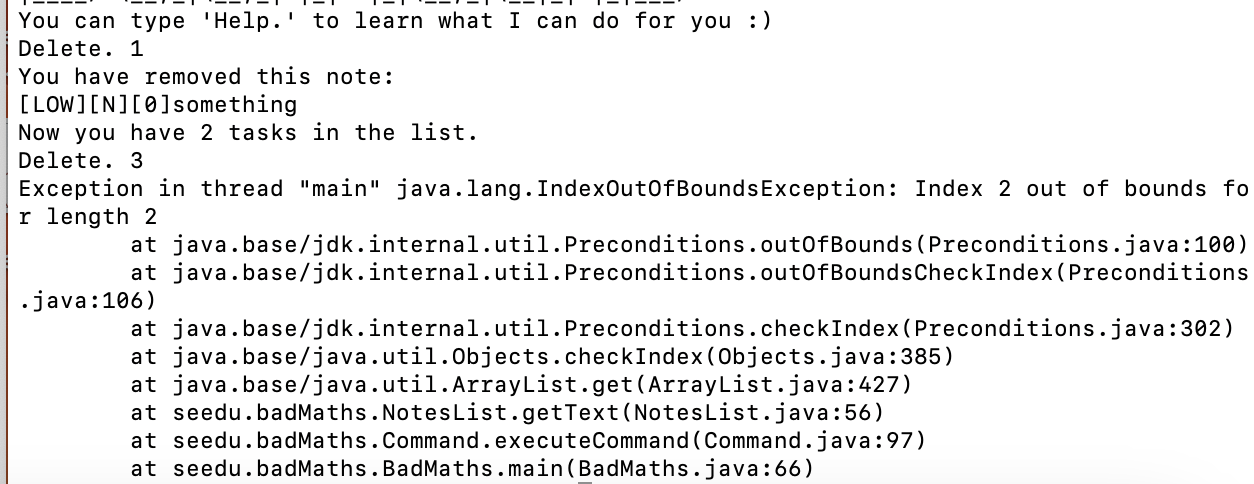 You can type 'Help.' to learn what I can do for you :)
Delete. 1
You have removed this note:
[LOW][N][0]something
Now you have 2 tasks in the list.
Delete. 3
Exception in thread "main" java.lang.IndexOutOfBoundsException: Index 2 out of bounds fo
r length 2
        at java.base/jdk.internal.util.Preconditions.outOfBounds(Preconditions.java:100)
        at java.base/jdk.internal.util.Preconditions.outOfBoundsCheckIndex(Preconditions
.java:106)
        at java.base/jdk.internal.util.Preconditions.checkIndex(Preconditions.java:302)
        at java.base/java.util.Objects.checkIndex(Objects.java:385)
        at java.base/java.util.ArrayList.get(ArrayList.java:427)
        at seedu.badMaths.NotesList.getText(NotesList.java:56)
        at seedu.badMaths.Command.executeCommand(Command.java:97)
        at seedu.badMaths.BadMaths.main(BadMaths.java:66)